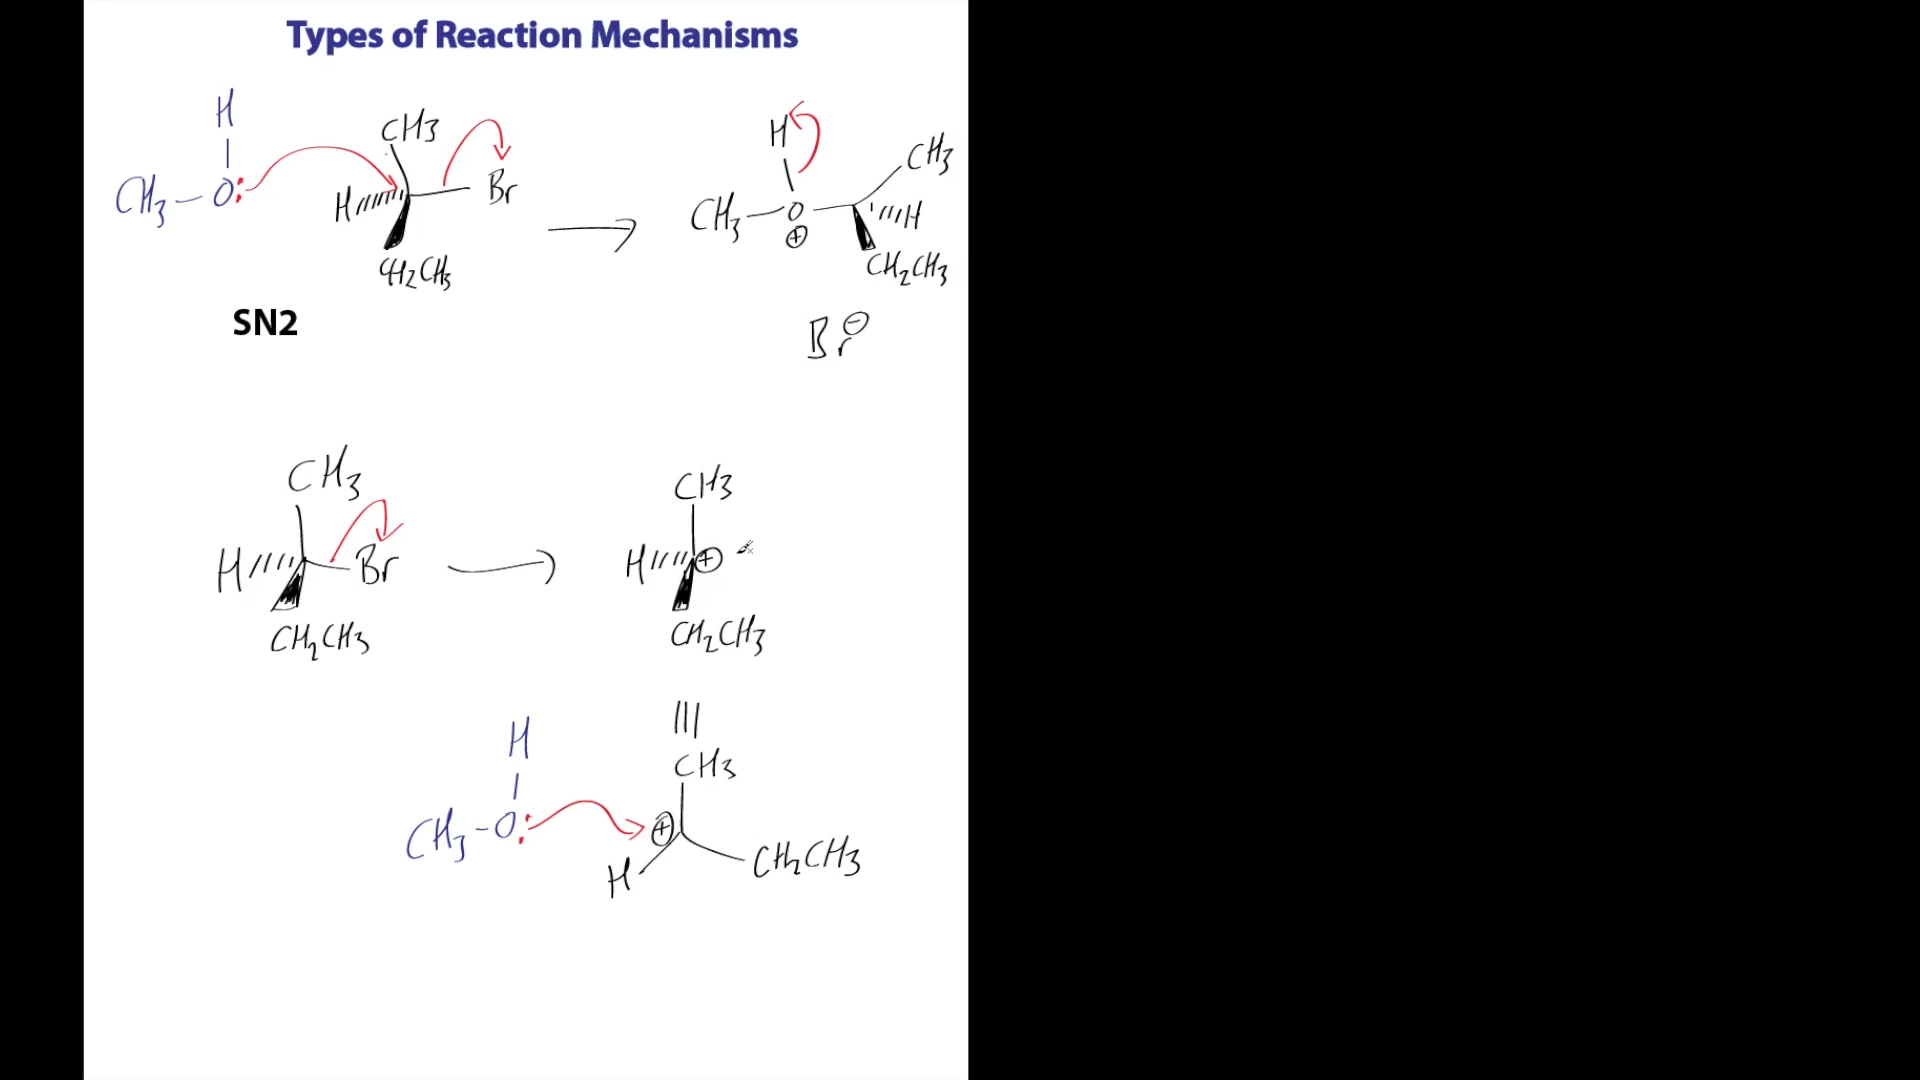 Types of Reaction Mechanisms
H
CH3
H
CH3
CH3 – O: H Br → CH3 – O H
⊕
CH2CH3 CH2CH3
SN2
Br ⊖
CH3 CH3
H Br → H ⊕
CH2CH3 CH2CH3
H |||
CH3
CH3 - O: ⊕
H CH2CH3